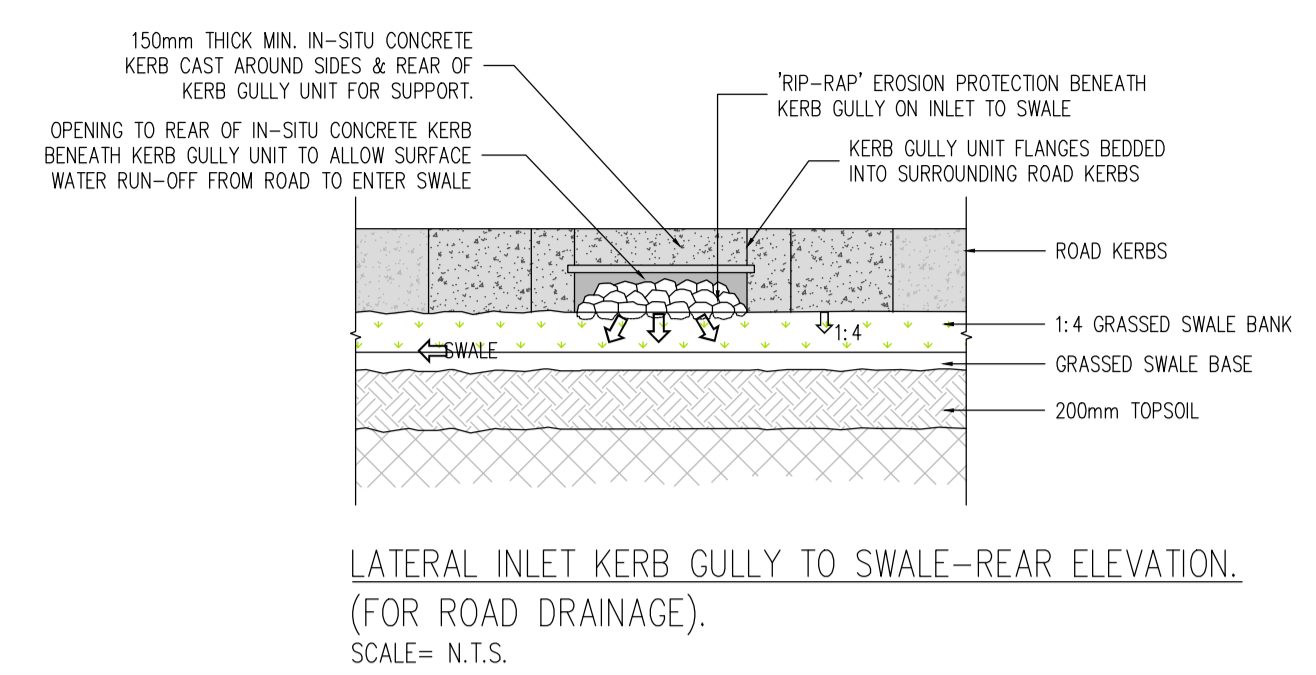 150mm THICK MIN. IN-SITU CONCRETE
KERB CAST AROUND SIDES & REAR OF
KERB GULLY UNIT FOR SUPPORT.
OPENING TO REAR OF IN-SITU CONCRETE KERB
BENEATH KERB GULLY UNIT TO ALLOW SURFACE
WATER RUN-OFF FROM ROAD TO ENTER SWALE
'RIP-RAP' EROSION PROTECTION BENEATH
KERB GULLY ON INLET TO SWALE
KERB GULLY UNIT FLANGES BEDDED
INTO SURROUNDING ROAD KERBS
ROAD KERBS
1:4 GRASSED SWALE BANK
GRASSED SWALE BASE
200mm TOPSOIL
1:4
SWALE
LATERAL INLET KERB GULLY TO SWALE-REAR ELEVATION.
(FOR ROAD DRAINAGE).
SCALE= N.T.S.